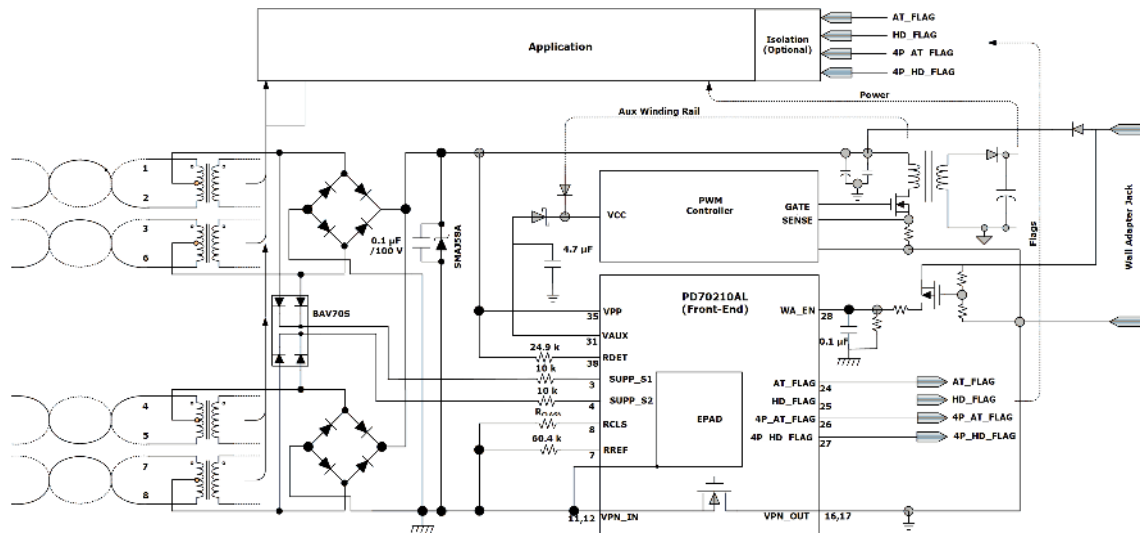 AT_FLAG
HD_FLAG
4P_AT_FLAG
4P_HD_FLAG
Application
Isolation
(Optional)
Power
Aux Winding Rail
1
2
3
6
4
5
7
8
0.1 µF
/100 V
SMAJ58A
BAV70S
VCC
PWM
Controller
GATE
SENSE
4.7 µF
Flags
Wall Adapter Jack
PD70210AL
(Front-End)
VPP
35
VAUX
31
24.9 k
RDET
38
10 k
SUPP_S1
3
10 k
SUPP_S2
4
RCLS
8
60.4 k
RREF
7
EPAD
WA_EN
28
0.1 µF
AT_FLAG
24
AT_FLAG
HD_FLAG
25
HD_FLAG
4P_AT_FLAG
26
4P_AT_FLAG
4P_HD_FLAG
27
4P_HD_FLAG
11,12
VPN_IN
VPN_OUT
16,17